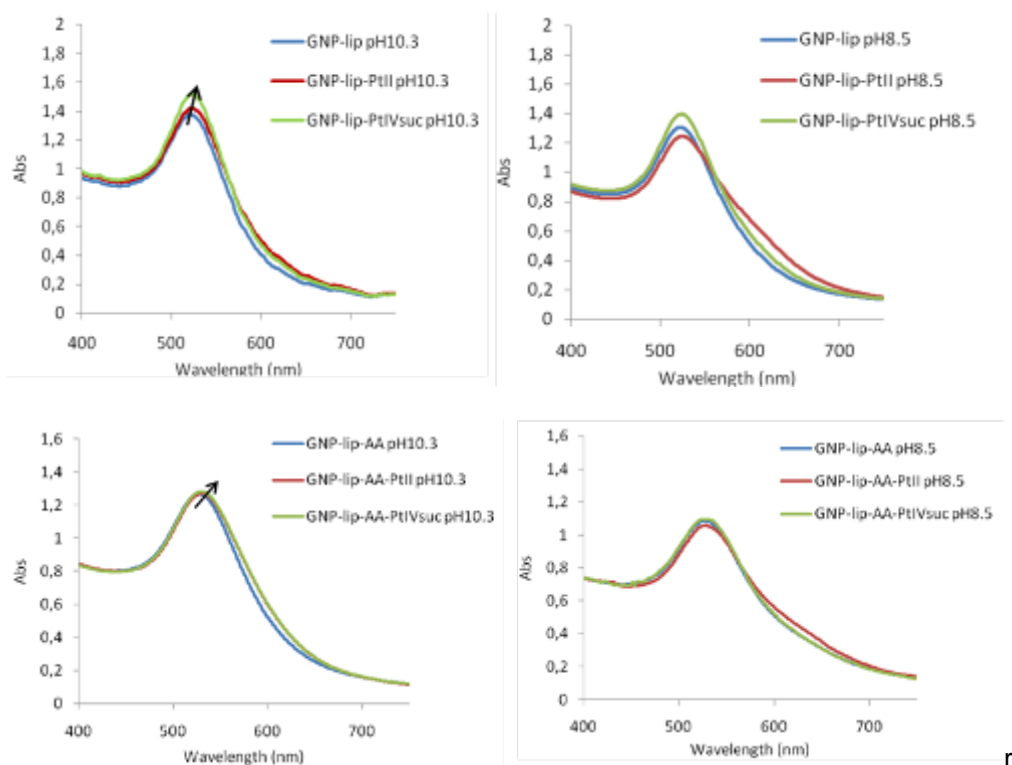 2
1,8
1,6
1,4
1,2
1
0,8
0,6
0,4
0,2
0
Abs
400 500 600 700
Wavelength (nm)
GNP-lip pH10.3
GNP-lip-PtII pH10.3
GNP-lip-PtIVsuc pH10.3
2
1,8
1,6
1,4
1,2
1
0,8
0,6
0,4
0,2
0
Abs
400 500 600 700
Wavelength (nm)
GNP-lip pH8.5
GNP-lip-PtII pH8.5
GNP-lip-PtIVsuc pH8.5
1,6
1,4
1,2
1
0,8
0,6
0,4
0,2
0
Abs
400 500 600 700
Wavelength (nm)
GNP-lip-AA pH10.3
GNP-lip-AA-PtII pH10.3
GNP-lip-AA-PtIVsuc pH10.3
1,6
1,4
1,2
1
0,8
0,6
0,4
0,2
0
Abs
400 500 600 700
Wavelength (nm)
GNP-lip-AA pH8.5
GNP-lip-AA-PtII pH8.5
GNP-lip-AA-PtIVsuc pH8.5